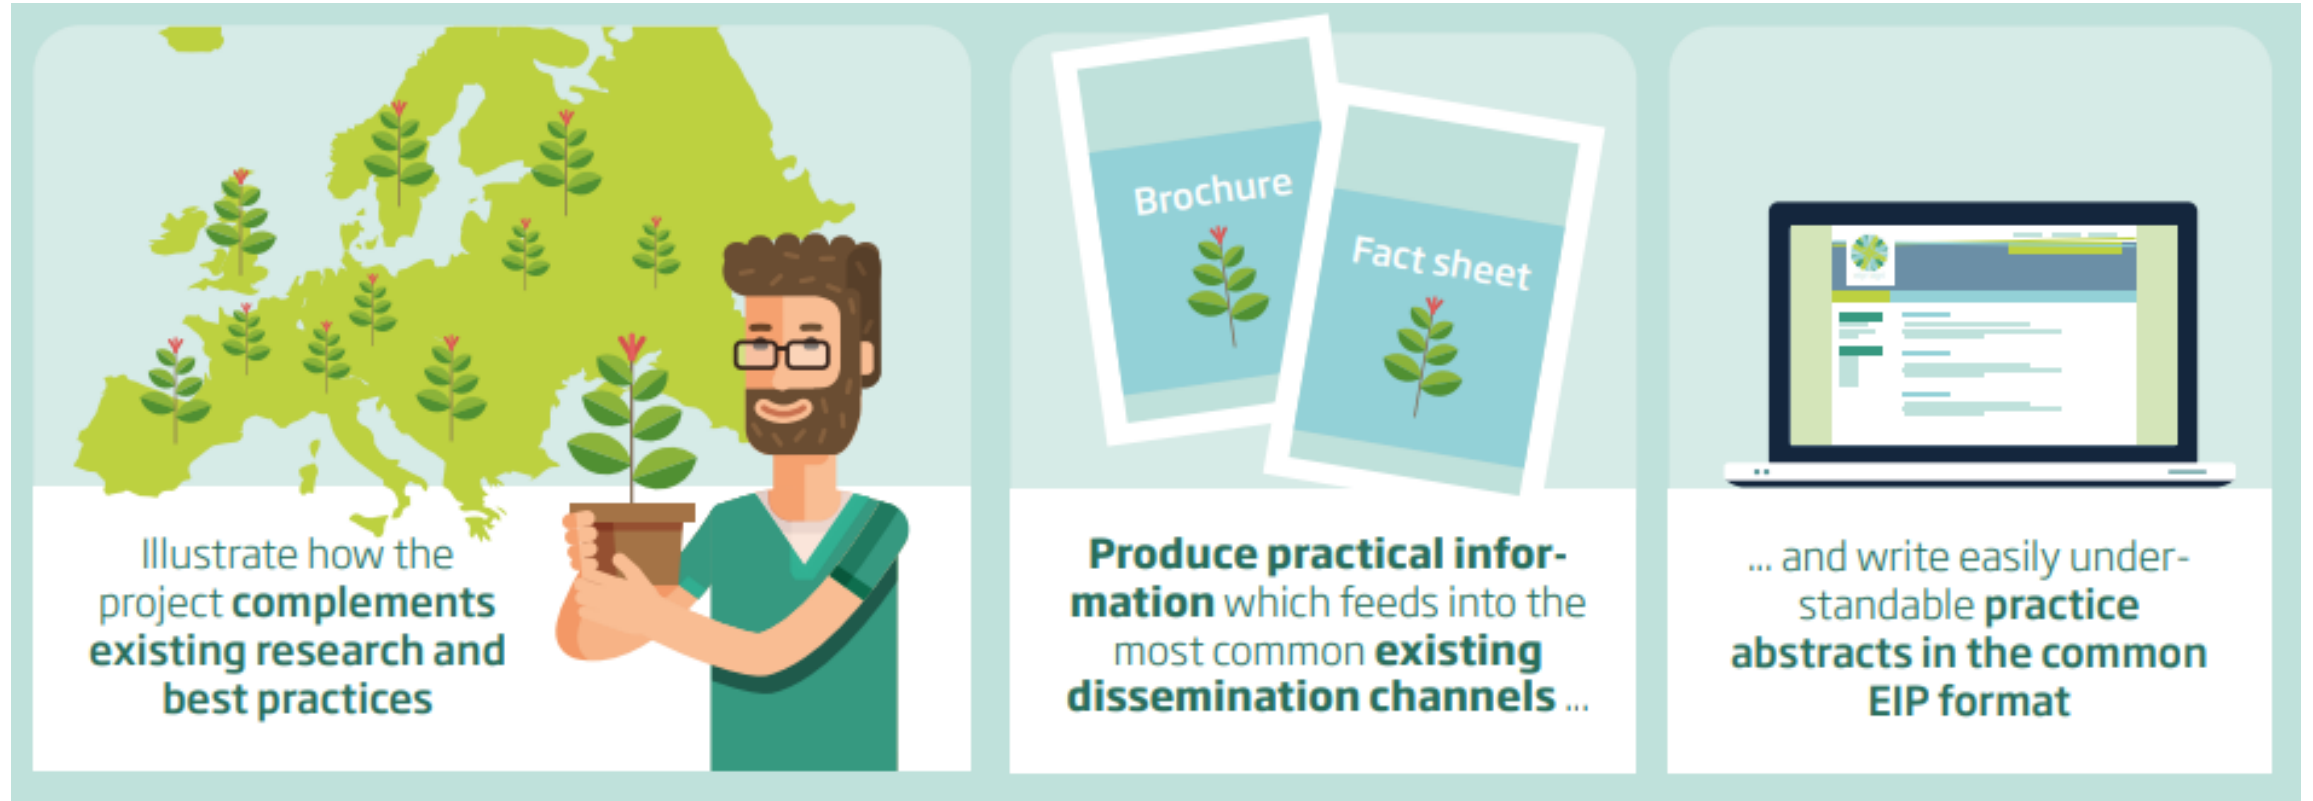 Illustrate how the
project complements
existing research and
best practices
Brochure
Fact sheet
Produce practical infor-
mation which feeds into the
most common existing
dissemination channels ...
... and write easily under-
standable practice
abstracts in the common
EIP format